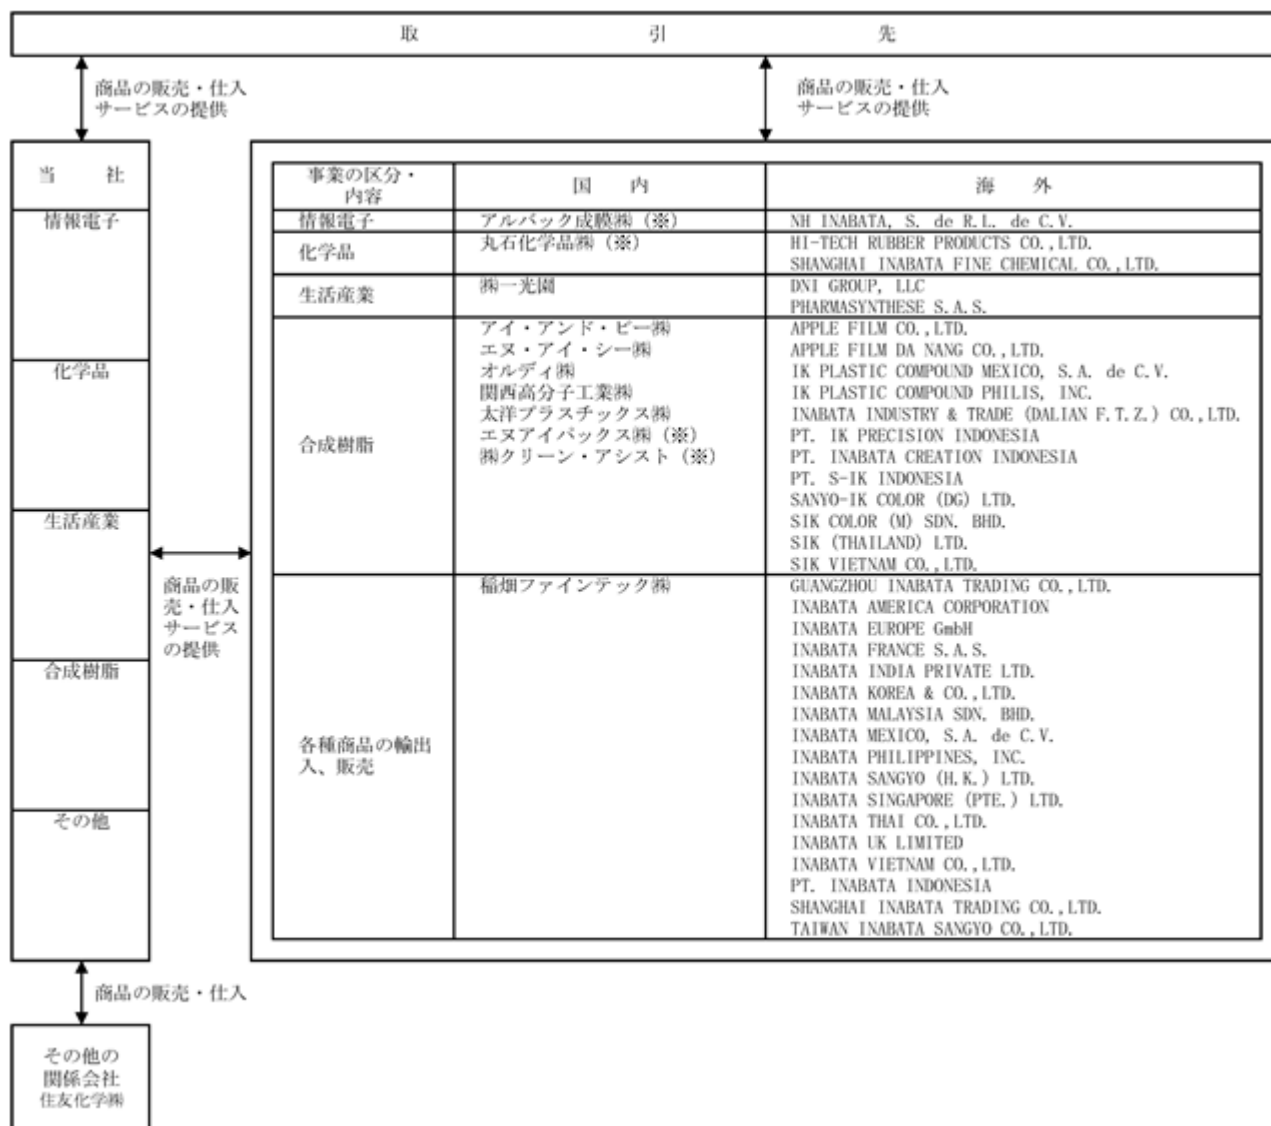 取 引 先
商品の販売・仕入
サービスの提供
商品の販売・仕入
サービスの提供
当 社
情報電子
化学品
生活産業
合成樹脂
その他
商品の販
売・仕入
サービス
の提供
事業の区分・
内容
国 内
海 外
情報電子
アルバック成膜㈱（※）
NH INABATA, S. de R.L. de C.V.
化学品
丸石化学品㈱（※）
HI-TECH RUBBER PRODUCTS CO.,LTD.
SHANGHAI INABATA FINE CHEMICAL CO.,LTD.
生活産業
㈱一光園
DNI GROUP, LLC
PHARMASYNTHESE S.A.S.
合成樹脂
アイ・アンド・ピー㈱
エヌ・アイ・シー㈱
オルディ㈱
関西高分子工業㈱
太洋プラスチックス㈱
エヌアイパックス㈱（※）
㈱クリーン・アシスト（※）
APPLE FILM CO.,LTD.
APPLE FILM DA NANG CO.,LTD.
IK PLASTIC COMPOUND MEXICO, S.A. de C.V.
IK PLASTIC COMPOUND PHILIS, INC.
INABATA INDUSTRY & TRADE (DALIAN F.T.Z.) CO.,LTD.
PT. IK PRECISION INDONESIA
PT. INABATA CREATION INDONESIA
PT. S-IK INDONESIA
SANYO-IK COLOR (DG) LTD.
SIK COLOR (M) SDN. BHD.
SIK (THAILAND) LTD.
SIK VIETNAM CO.,LTD.
各種商品の輸出
入、販売
稲畑ファインテック㈱
GUANGZHOU INABATA TRADING CO.,LTD.
INABATA AMERICA CORPORATION
INABATA EUROPE GmbH
INABATA FRANCE S.A.S.
INABATA INDIA PRIVATE LTD.
INABATA KOREA & CO.,LTD.
INABATA MALAYSIA SDN. BHD.
INABATA MEXICO, S.A. de C.V.
INABATA PHILIPPINES, INC.
INABATA SANGYO (H.K.) LTD.
INABATA SINGAPORE (PTE.) LTD.
INABATA THAI CO.,LTD.
INABATA UK LIMITED
INABATA VIETNAM CO.,LTD.
PT. INABATA INDONESIA
SHANGHAI INABATA TRADING CO.,LTD.
TAIWAN INABATA SANGYO CO.,LTD.
商品の販売・仕入
その他の
関係会社
住友化学㈱